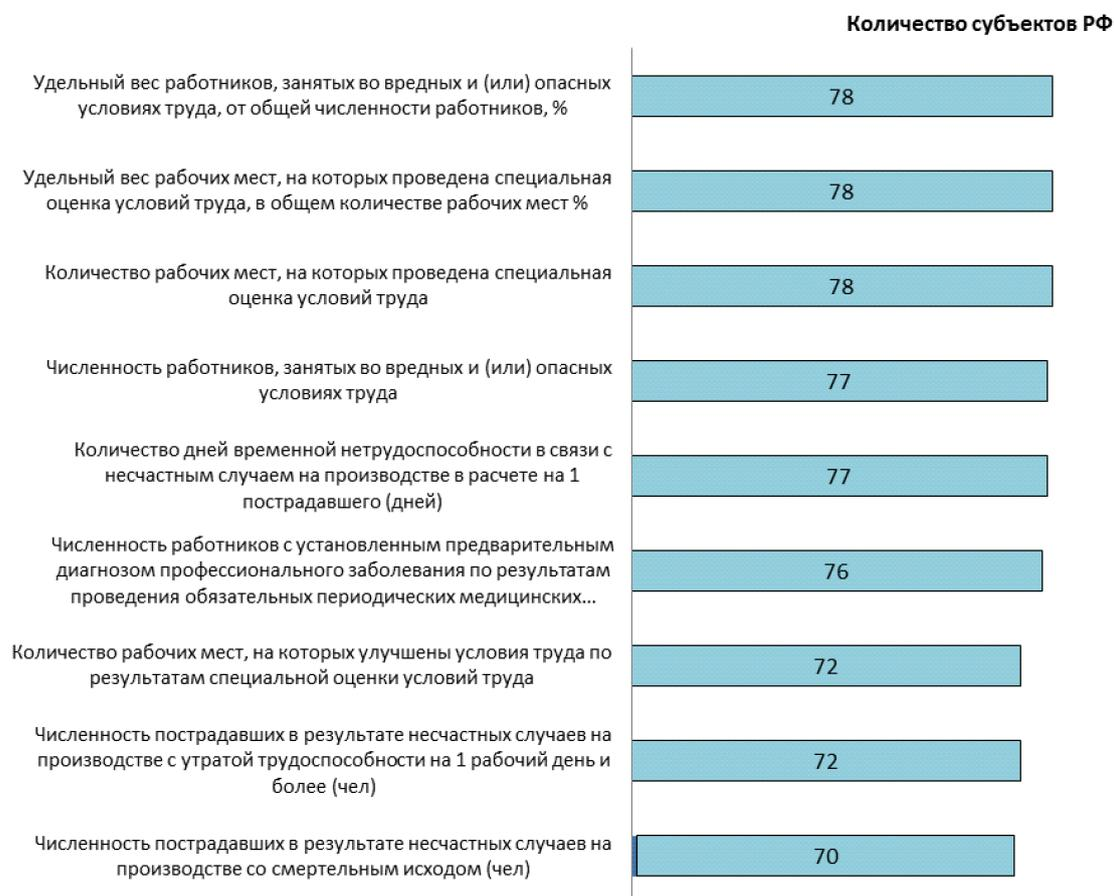 Количество субъектов РФ
Удельный вес работников, занятых во вредных и (или) опасных
условиях труда, от общей численности работников, %
78
Удельный вес рабочих мест, на которых проведена специальная
оценка условий труда, в общем количестве рабочих мест %
78
Количество рабочих мест, на которых проведена специальная
оценка условий труда
78
Численность работников, занятых во вредных и (или) опасных
условиях труда
77
Количество дней временной нетрудоспособности в связи с
несчастным случаем на производстве в расчете на 1
пострадавшего (дней)
77
Численность работников с установленным предварительным
диагнозом профессионального заболевания по результатам
проведения обязательных периодических медицинских...
76
Количество рабочих мест, на которых улучшены условия труда по
результатам специальной оценки условий труда
72
Численность пострадавших в результате несчастных случаев на
производстве с утратой трудоспособности на 1 рабочий день и
более (чел)
72
Численность пострадавших в результате несчастных случаев на
производстве со смертельным исходом (чел)
70